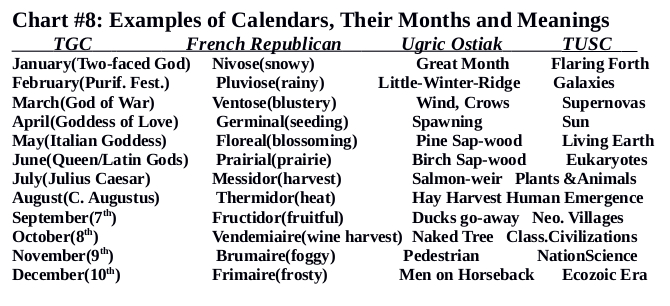 Chart #8: Examples of Calendars, Their Months and Meanings
TGC French Republican Ugric Ostiak TUSC
January(Two-faced God) Nivose(snowy) Great Month Flaring Forth
February(Purif. Fest.) Pluviose(rainy) Little-Winter-Ridge Galaxies
March(God of War) Ventose(blustery) Wind, Crows Supernovas
April(Goddess of Love) Germinal(seeding) Spawning Sun
May(Italian Goddess) Floreal(blossoming) Pine Sap-wood Living Earth
June(Queen/Latin Gods) Prairial(prairie) Birch Sap-wood Eukaryotes
July(Julius Caesar) Messidor(harvest) Salmon-weir Plants &Animals
August(C. Augustus) Thermidor(heat) Hay Harvest Human Emergence
September(7th) Fructidor(fruitful) Ducks go-away Neo. Villages
October(8th) Vendemiaire(wine harvest) Naked Tree Class.Civilizations
November(9th) Brumaire(foggy) Pedestrian NationScience
December(10th) Frimaire(frosty) Men on Horseback Ecozoic Era